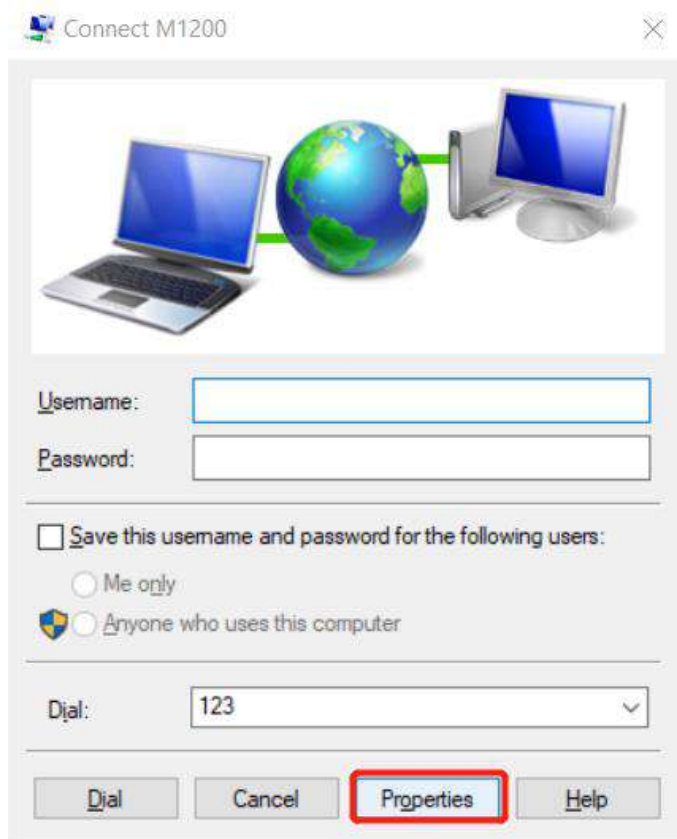 Connect M1200
Username:
Password:
Save this username and password for the following users:
Me only
Anyone who uses this computer
Dial: 123
Dial Cancel Properties Help